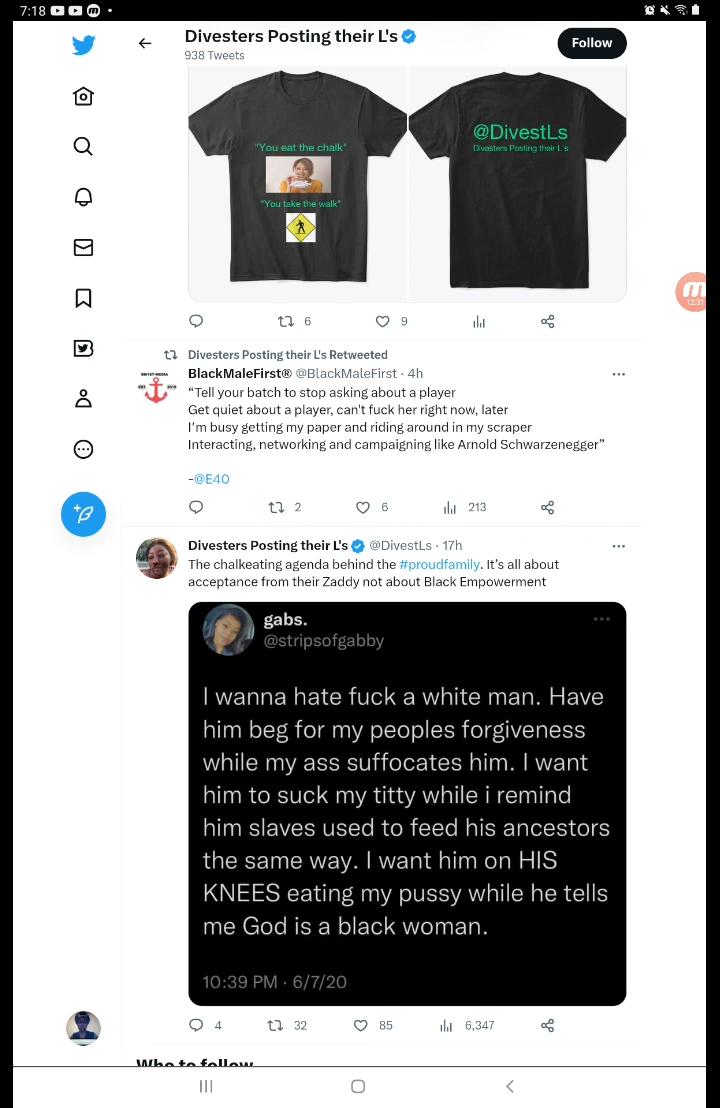 7:18
Divesters Posting their L's
938 Tweets
Follow
"You eat the chalk"
"You take the walk"
@DivestLs
Divesters Posting their L's
12:31
6
9
Divesters Posting their L's Retweeted
BlackMaleFirst® @BlackMaleFirst · 4h
“Tell your batch to stop asking about a player
Get quiet about a player, can't fuck her right now, later
I'm busy getting my paper and riding around in my scraper
Interacting, networking and campaigning like Arnold Schwarzenegger”
-@E40
2
6
213
Divesters Posting their L's @DivestLs · 17h
The chalkeating agenda behind the #proudfamily. It’s all about
acceptance from their Zaddy not about Black Empowerment
gabs.
@stripsofgabby
I wanna hate fuck a white man. Have
him beg for my peoples forgiveness
while my ass suffocates him. I want
him to suck my titty while i remind
him slaves used to feed his ancestors
the same way. I want him on HIS
KNEES eating my pussy while he tells
me God is a black woman.
10:39 PM · 6/7/20
4
32
85
6,347
Who to follow